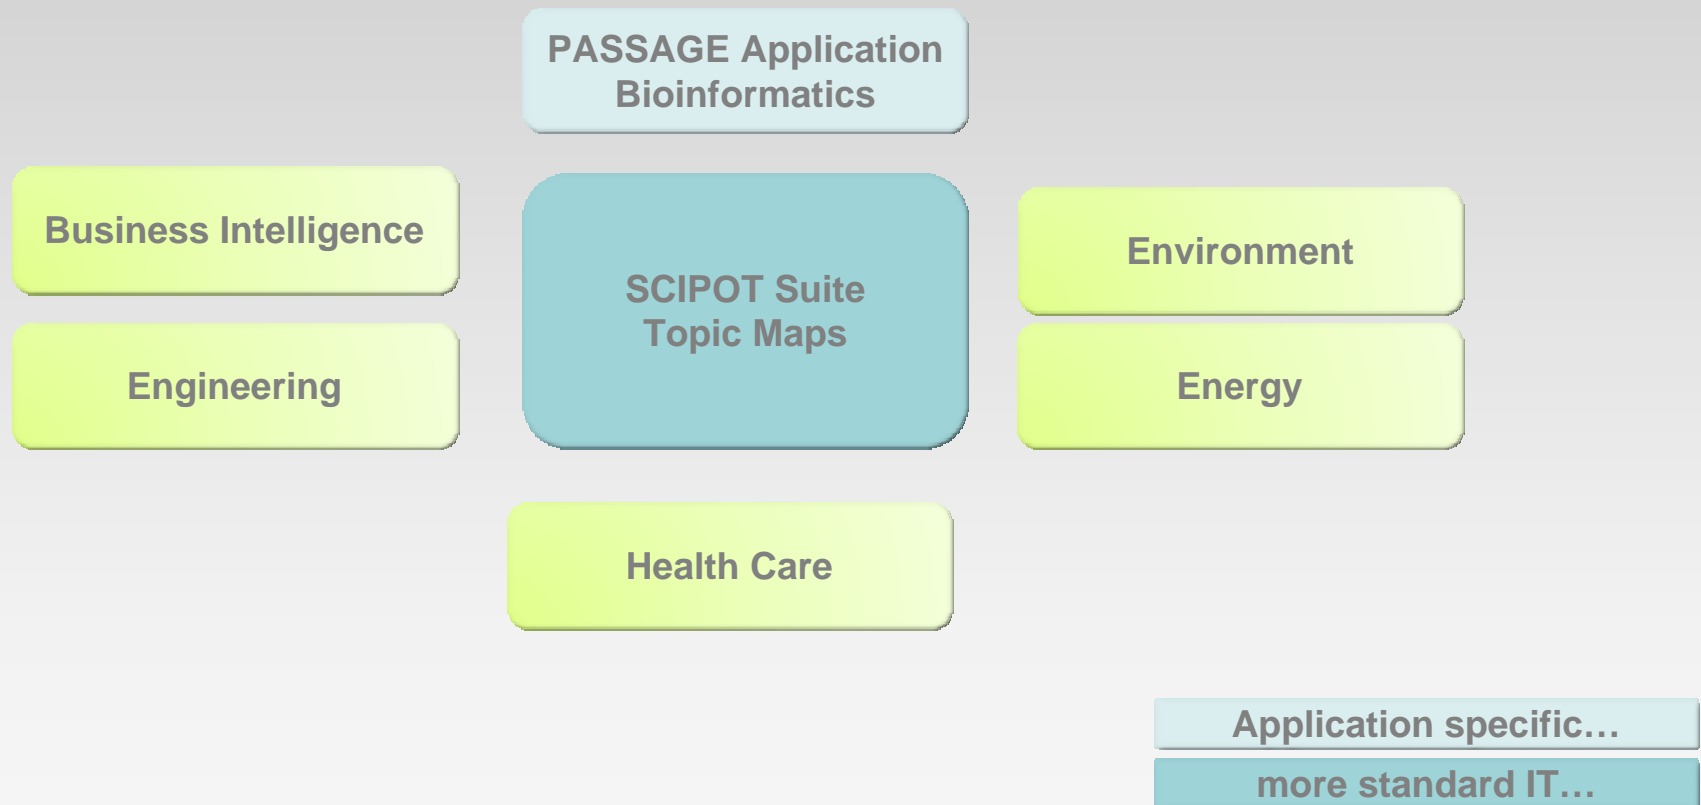 PASSAGE Application
Bioinformatics
Business Intelligence
Environment
SCIPOT Suite
Topic Maps
Engineering
Energy
Health Care
Application specific…
more standard IT…